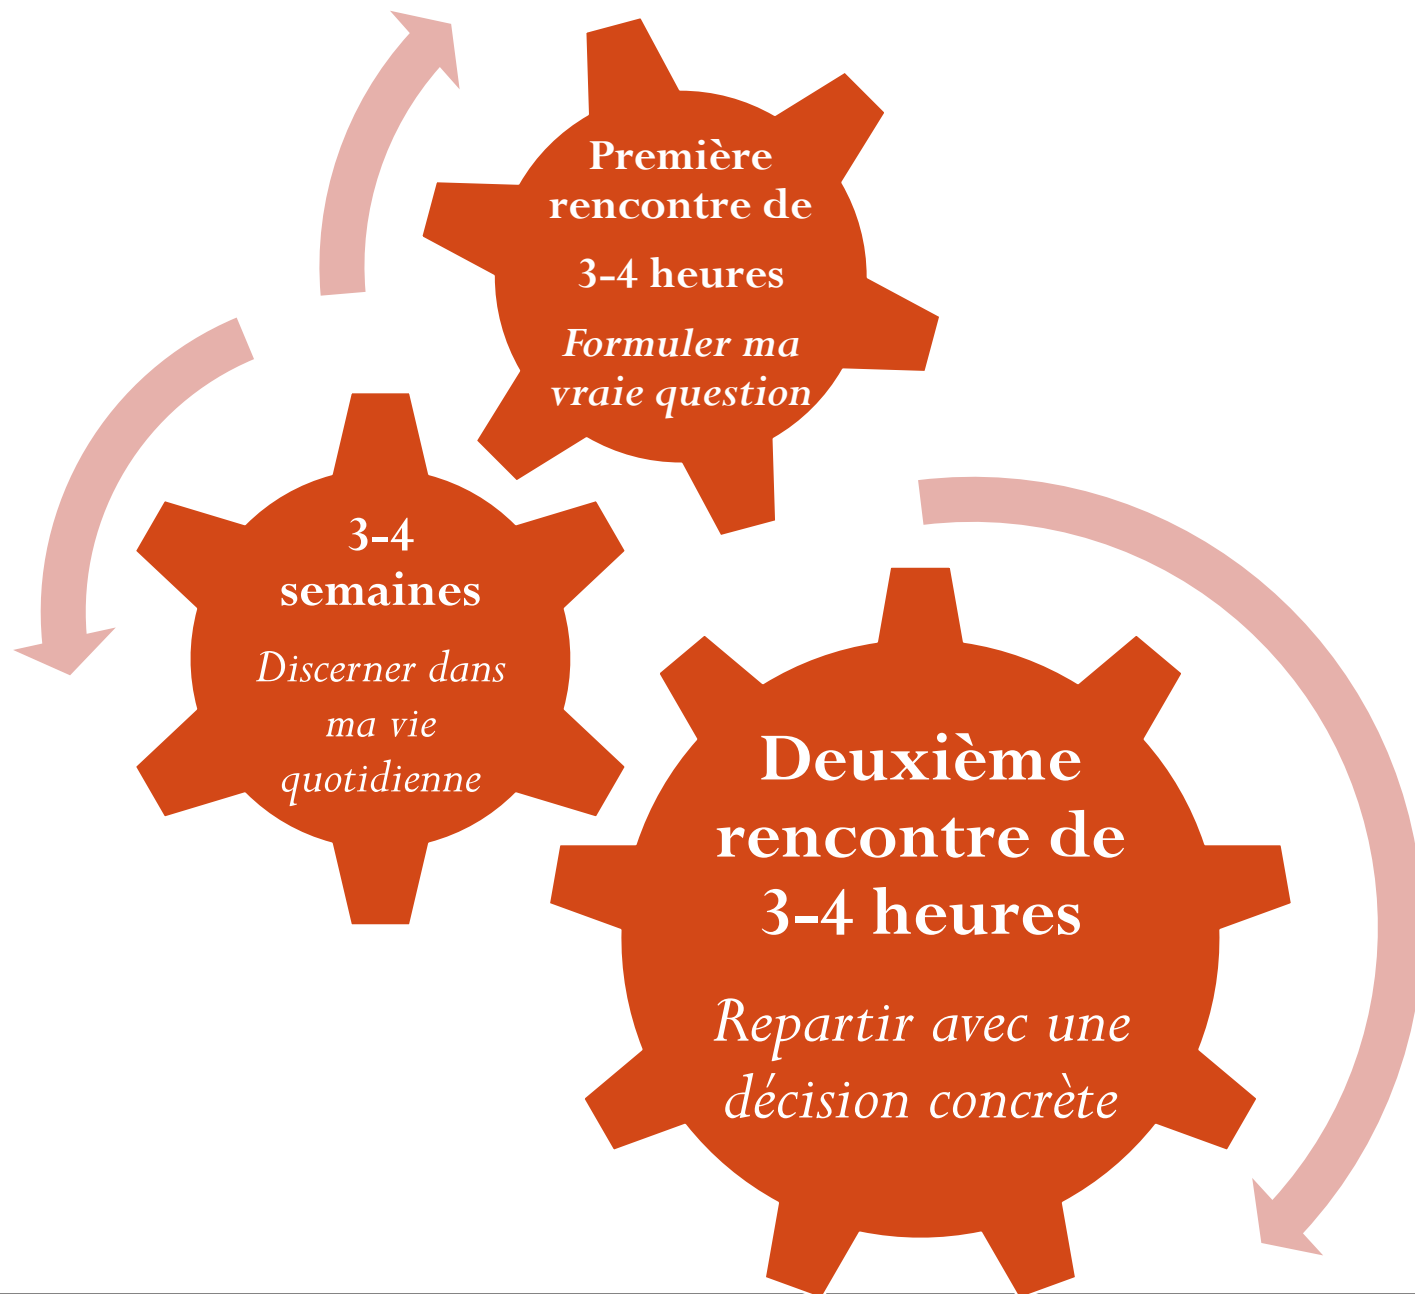 Première
rencontre de
3-4 heures
Formuler ma
vraie question
3-4
semaines
Discerner dans
ma vie
quotidienne
Deuxième
rencontre de
3-4 heures
Repartir avec une
décision concrète